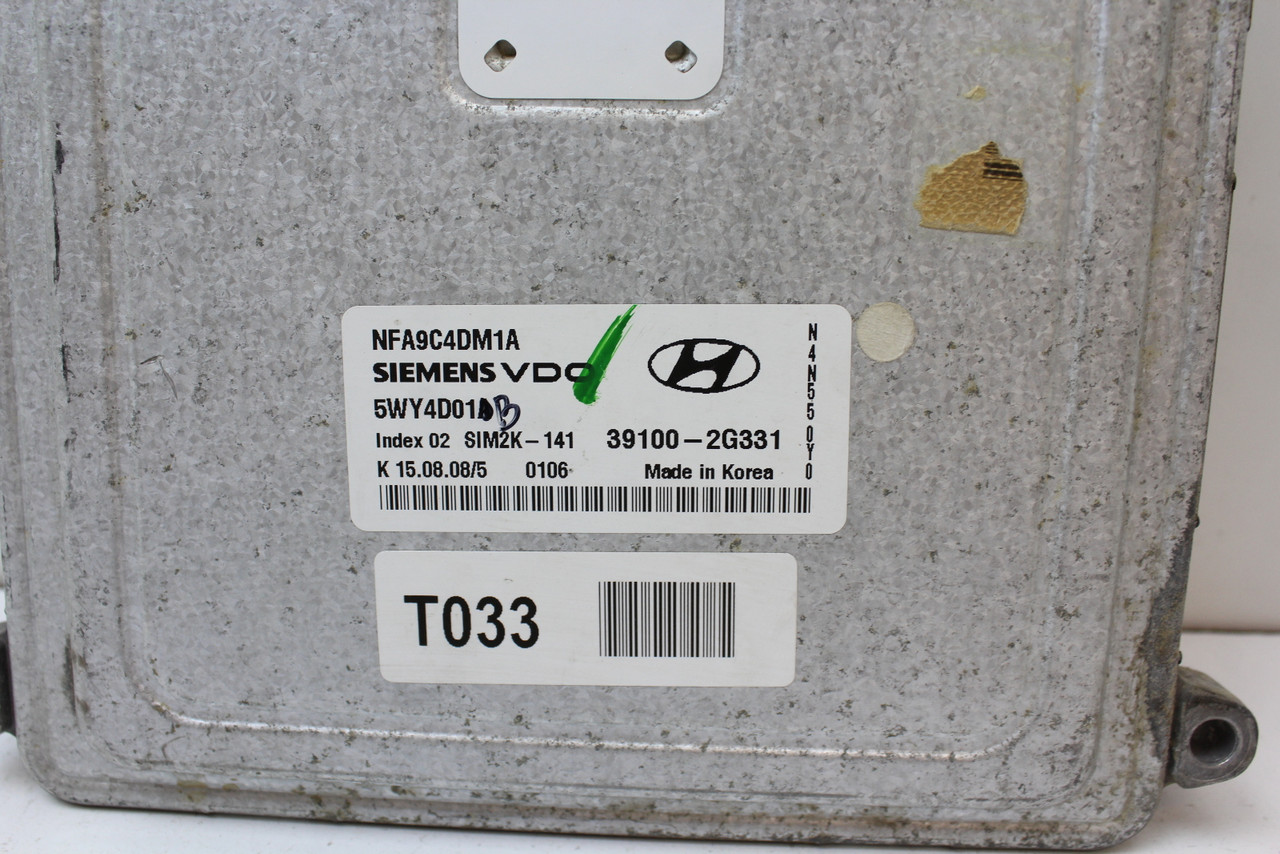 NFA9C4DM1A
SIEMENS VDO
5WY4D01A B
Index 02 SIM2K-141 39100-2G331
K 15.08.08/5 0106 Made in Korea
N4N550Y0
T033